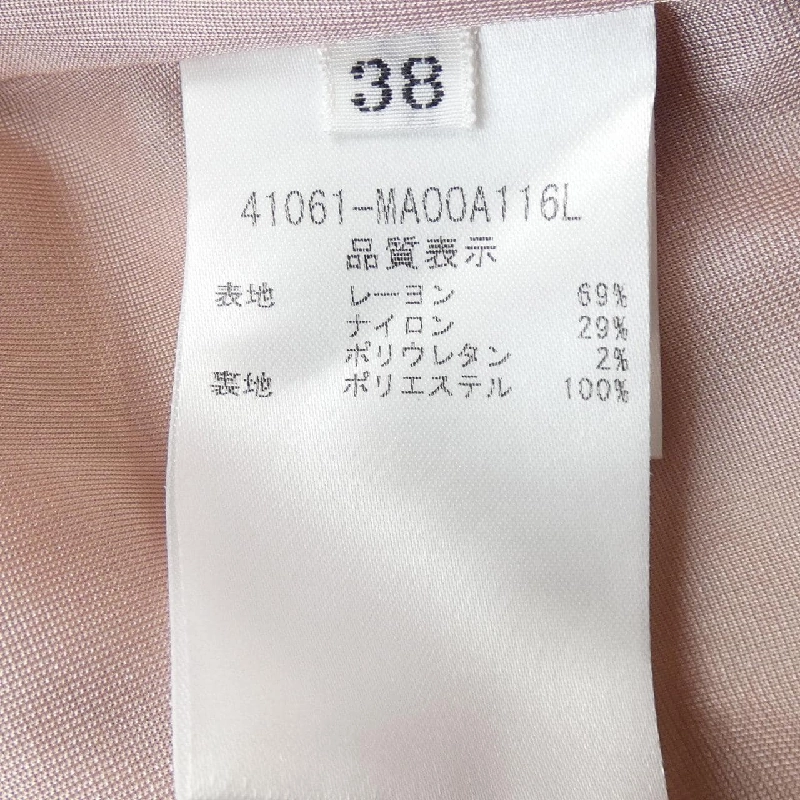 38
41061-MA00A116L
品質表示
表地 レーヨン 69%
ナイロン 29%
ポリウレタン 2%
裏地 ポリエステル 100%